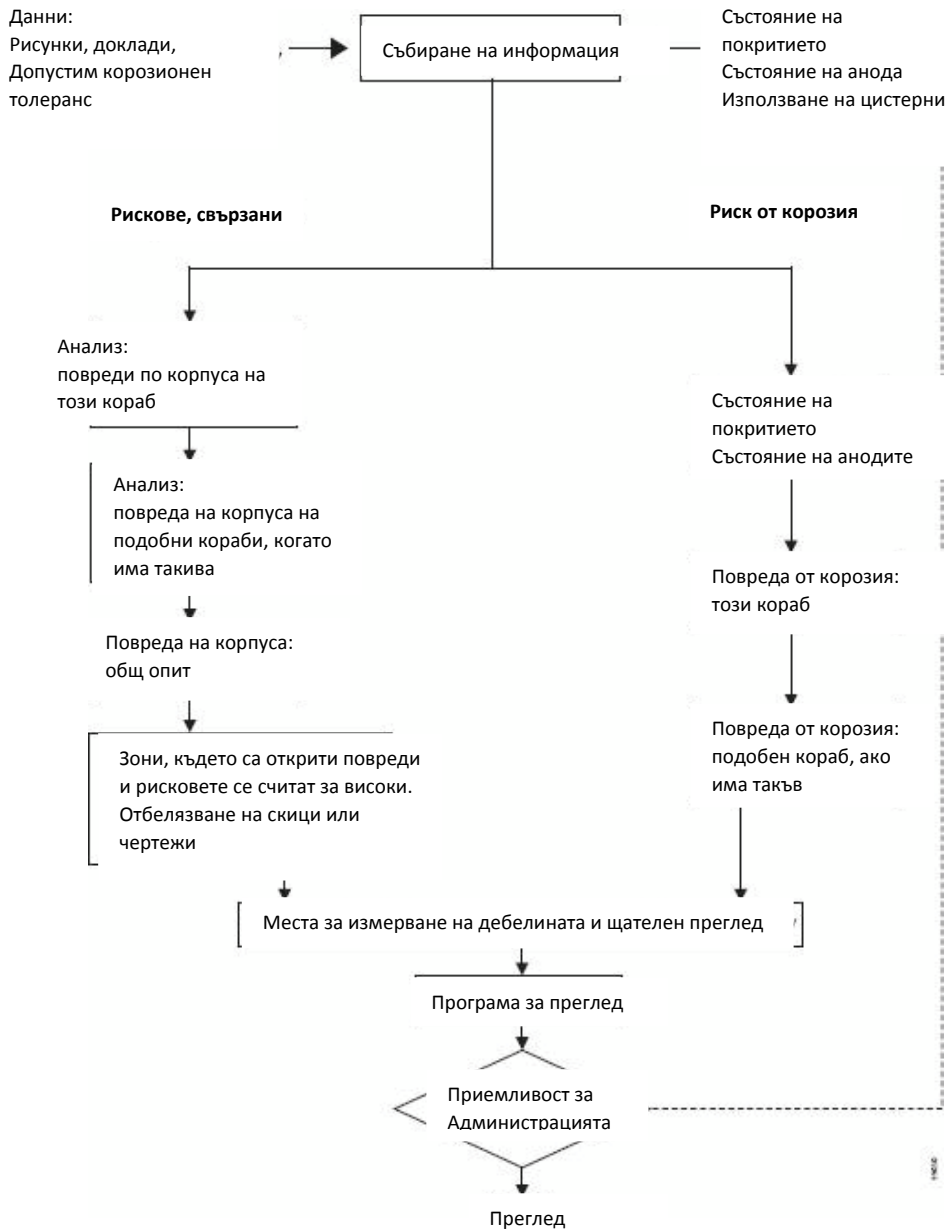 Данни:
Рисунки, доклади,
Допустим корозионен
толеранс
Събиране на информация
Състояние на
покритието
Състояние на анода
Използване на цистерни
Рискове, свързани
Риск от корозия
Анализ:
повреди по корпуса на
този кораб
Анализ:
повреда на корпуса на
подобни кораби, когато
има такива
Повреда на корпуса:
общ опит
Зони, където са открити повреди
и рисковете се считат за високи.
Отбелязване на скици или
чертежи
Състояние на
покритието
Състояние на анодите
Повреда от корозия:
този кораб
Повреда от корозия:
подобен кораб, ако
има такъв
Места за измерване на дебелината и щателен преглед
Програма за преглед
Приемливост за
Администрацията
Преглед